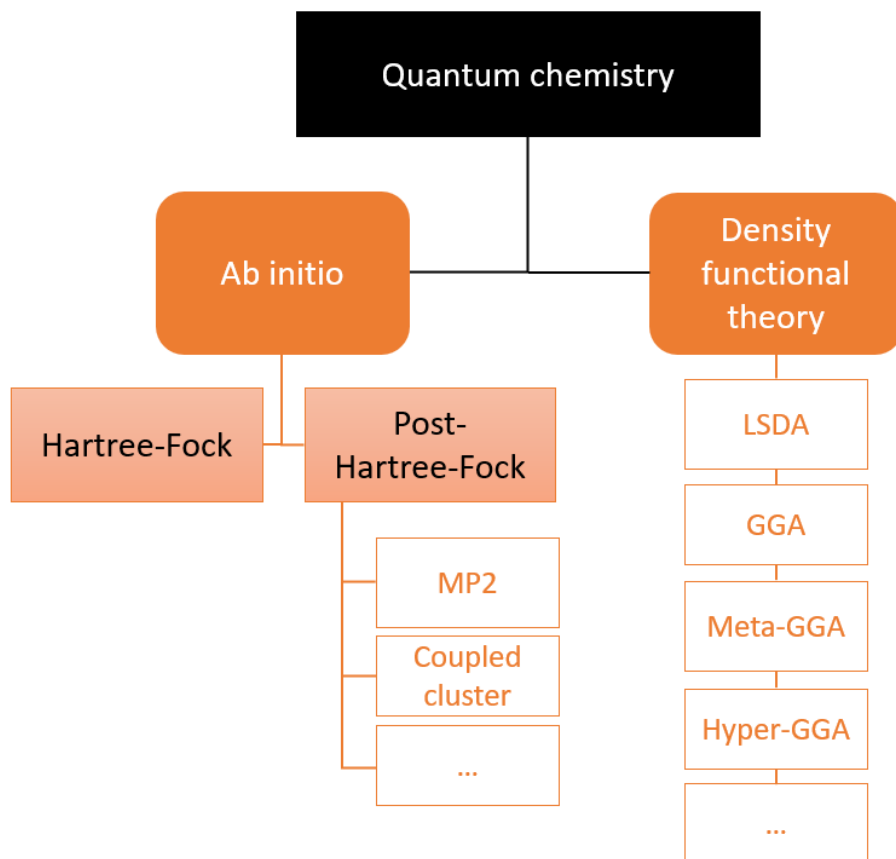 Quantum chemistry
Ab initio
Density
functional
theory
Hartree-Fock
Post-
Hartree-Fock
MP2
Coupled
cluster
...
LSDA
GGA
Meta-GGA
Hyper-GGA
...